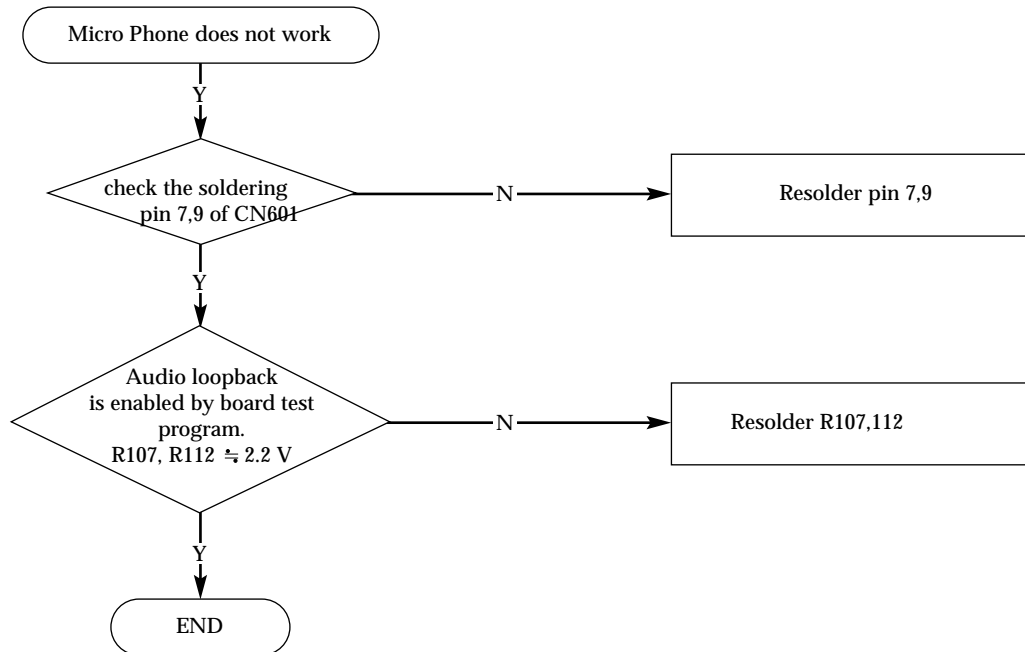 Micro Phone does not work
Y
check the soldering
pin 7,9 of CN601
N
Resolder pin 7,9
Y
Audio loopback
is enabled by board test
program.
R107, R112 ≒ 2.2 V
N
Resolder R107,112
Y
END